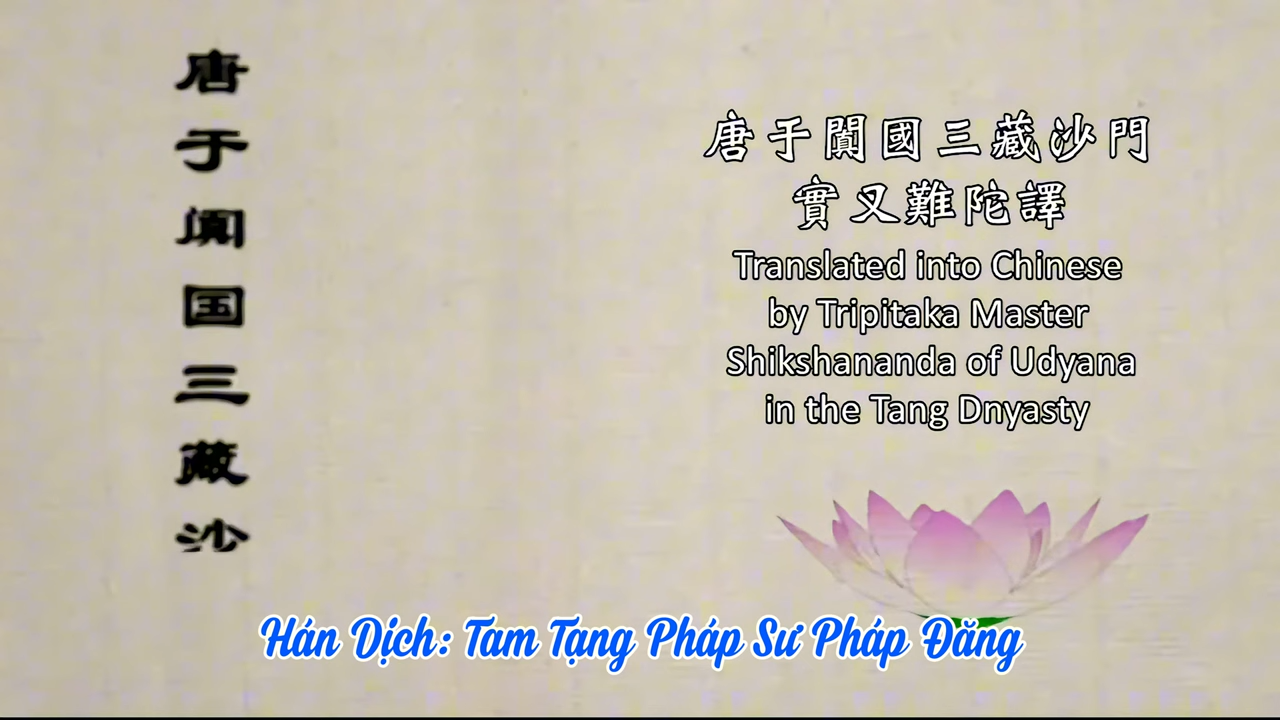 唐于阗国三藏沙
唐于闐國三藏沙門
實叉難陀譯
Translated into Chinese
by Tripitaka Master
Shikshananda of Udyana
in the Tang Dnyasty
Hán Dịch: Tam Tạng Pháp Sư Pháp Đăng